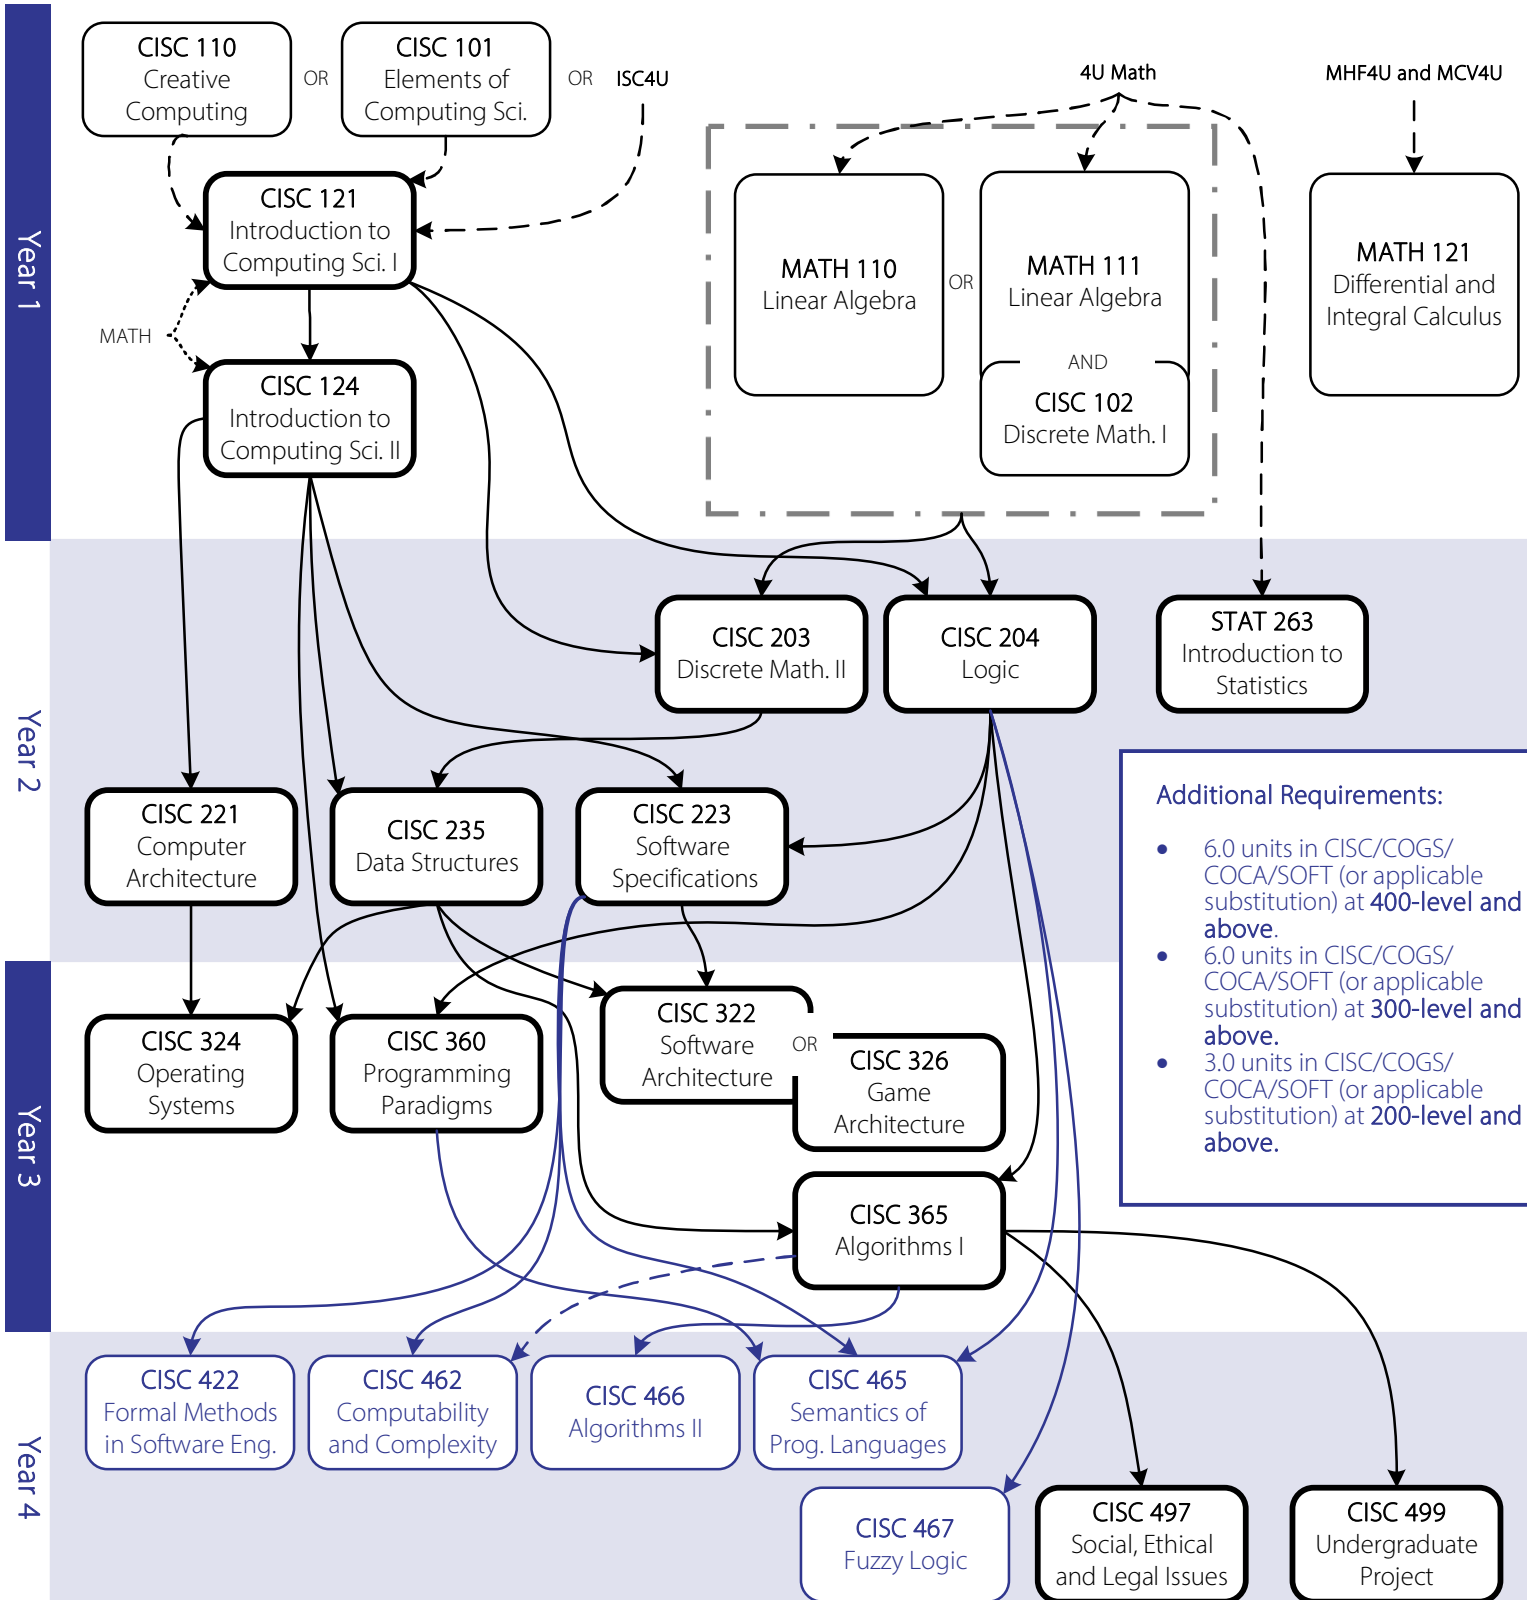 Year 1
CISC 110
Creative
Computing
OR
CISC 101
Elements of
Computing Sci.
OR
ISC4U
4U Math
MHF4U and MCV4U
CISC 121
Introduction to
Computing Sci. I
MATH
CISC 124
Introduction to
Computing Sci. II
MATH 110
Linear Algebra
OR
MATH 111
Linear Algebra
AND
CISC 102
Discrete Math. I
MATH 121
Differential and
Integral Calculus
Year 2
CISC 203
Discrete Math. II
CISC 204
Logic
STAT 263
Introduction to
Statistics
CISC 221
Computer
Architecture
CISC 235
Data Structures
CISC 223
Software
Specifications
Additional Requirements:
• 6.0 units in CISC/COGS/
COCA/SOFT (or applicable
substitution) at 400-level and
above.
• 6.0 units in CISC/COGS/
COCA/SOFT (or applicable
substitution) at 300-level and
above.
• 3.0 units in CISC/COGS/
COCA/SOFT (or applicable
substitution) at 200-level and
above.
Year 3
CISC 324
Operating
Systems
CISC 360
Programming
Paradigms
CISC 322
Software
Architecture
OR
CISC 326
Game
Architecture
CISC 365
Algorithms I
Year 4
CISC 422
Formal Methods
in Software Eng.
CISC 462
Computability
and Complexity
CISC 466
Algorithms II
CISC 465
Semantics of
Prog. Languages
CISC 467
Fuzzy Logic
CISC 497
Social, Ethical
and Legal Issues
CISC 499
Undergraduate
Project